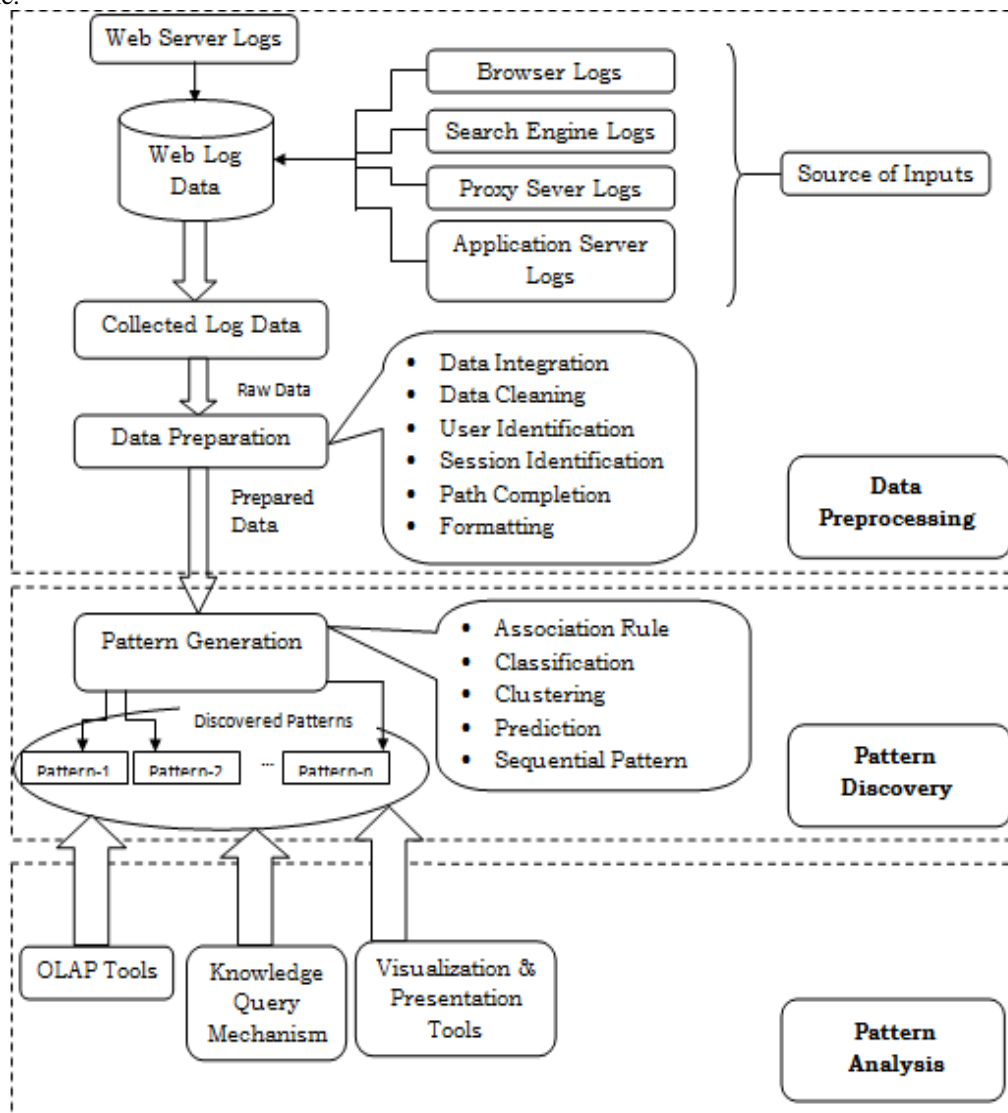 Web Server Logs
Browser Logs
Search Engine Logs
Web Log
Data
Proxy Sever Logs
Source of Inputs
Application Server
Logs
Collected Log Data
Raw Data
Data Preparation
• Data Integration
• Data Cleaning
• User Identification
• Session Identification
• Path Completion
• Formatting
Prepared
Data
Data
Preprocessing
Pattern Generation
• Association Rule
• Classification
• Clustering
• Prediction
• Sequential Pattern
Discovered Patterns
Pattern-1
Pattern-2
...
Pattern-n
Pattern
Discovery
OLAP Tools
Knowledge
Query
Mechanism
Visualization &
Presentation
Tools
Pattern
Analysis